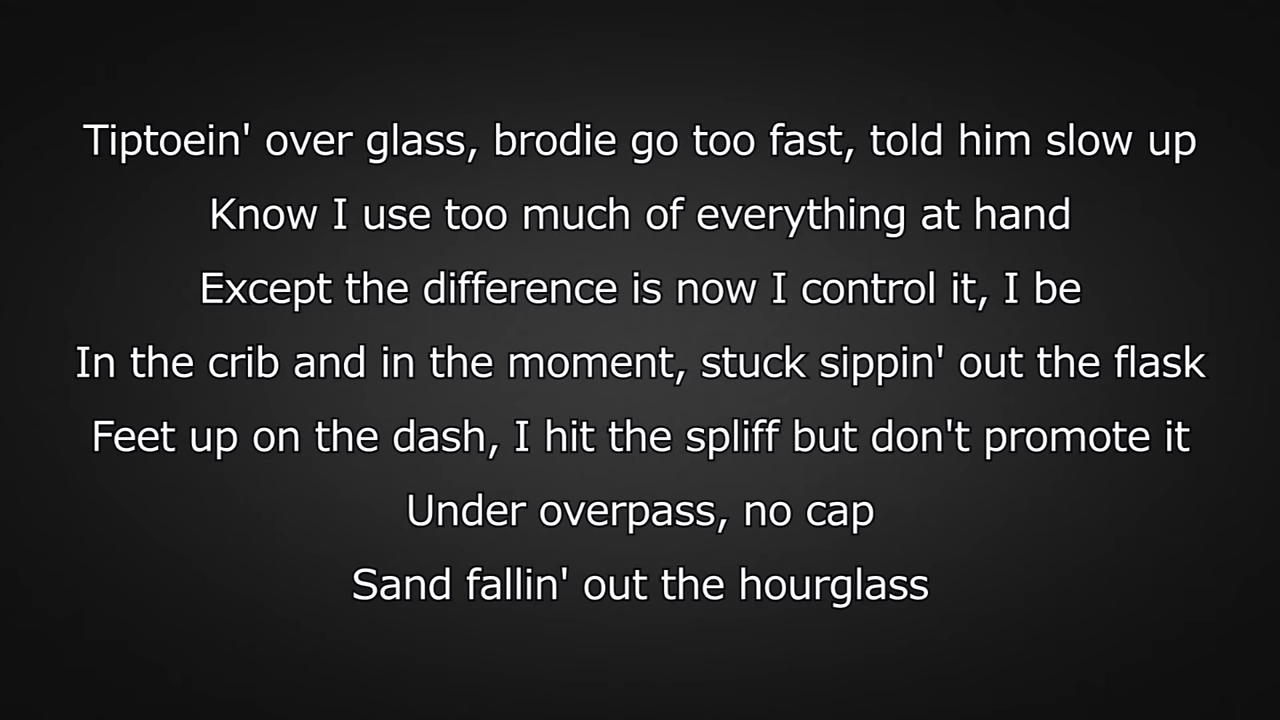 Tiptoein' over glass, brodie go too fast, told him slow up
Know I use too much of everything at hand
Except the difference is now I control it, I be
In the crib and in the moment, stuck sippin' out the flask
Feet up on the dash, I hit the spliff but don't promote it
Under overpass, no cap
Sand fallin' out the hourglass